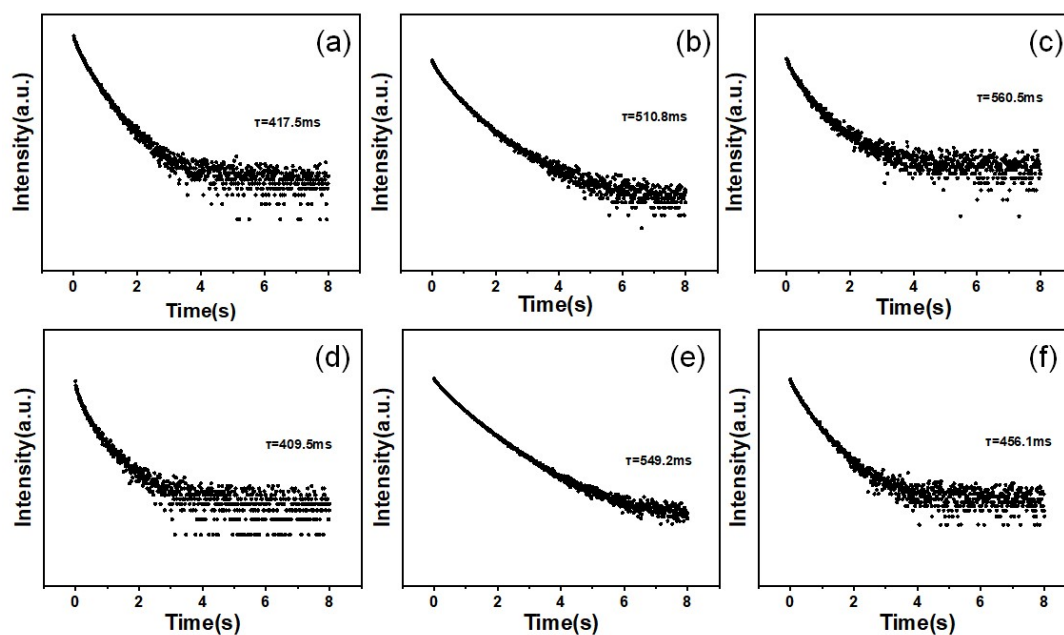 (a)
Intensity(a.u.)
τ=417.5ms
0 2 4 6 8
Time(s)
(b)
Intensity(a.u.)
τ=510.8ms
0 2 4 6 8
Time(s)
(c)
Intensity(a.u.)
τ=560.5ms
0 2 4 6 8
Time(s)
(d)
Intensity(a.u.)
τ=409.5ms
0 2 4 6 8
Time(s)
(e)
Intensity(a.u.)
τ=549.2ms
0 2 4 6 8
Time(s)
(f)
Intensity(a.u.)
τ=456.1ms
0 2 4 6 8
Time(s)